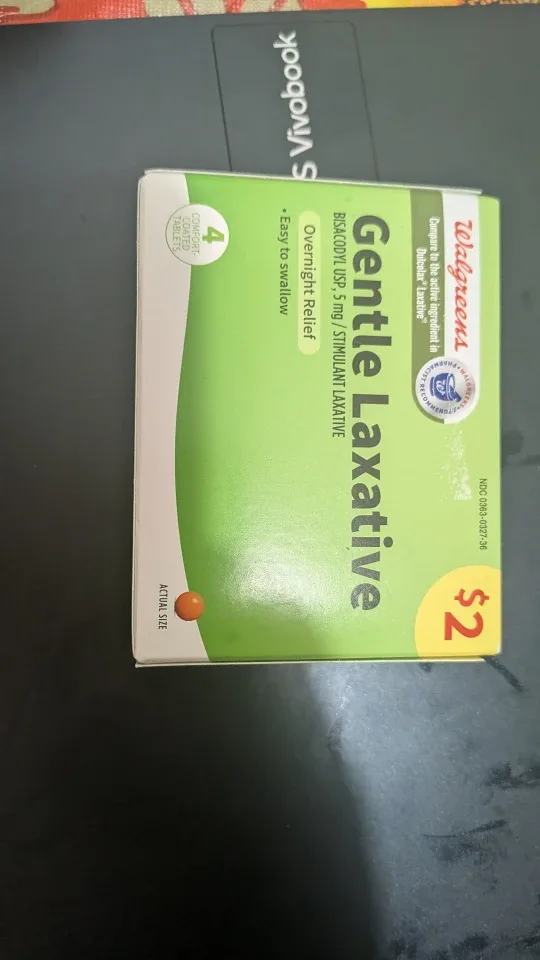 S Vivobook
Walgreens
Compare to the active ingredient in
Dulcolax® Laxative®
WALGREENS • PHARMACIST RECOMMENDED
W
NDC 0363-0327-36
$2
Gentle Laxative
BISACODYL USP, 5 mg / STIMULANT LAXATIVE
Overnight Relief
• Easy to swallow
4
COMFORT-
COATED
TABLETS
ACTUAL SIZE